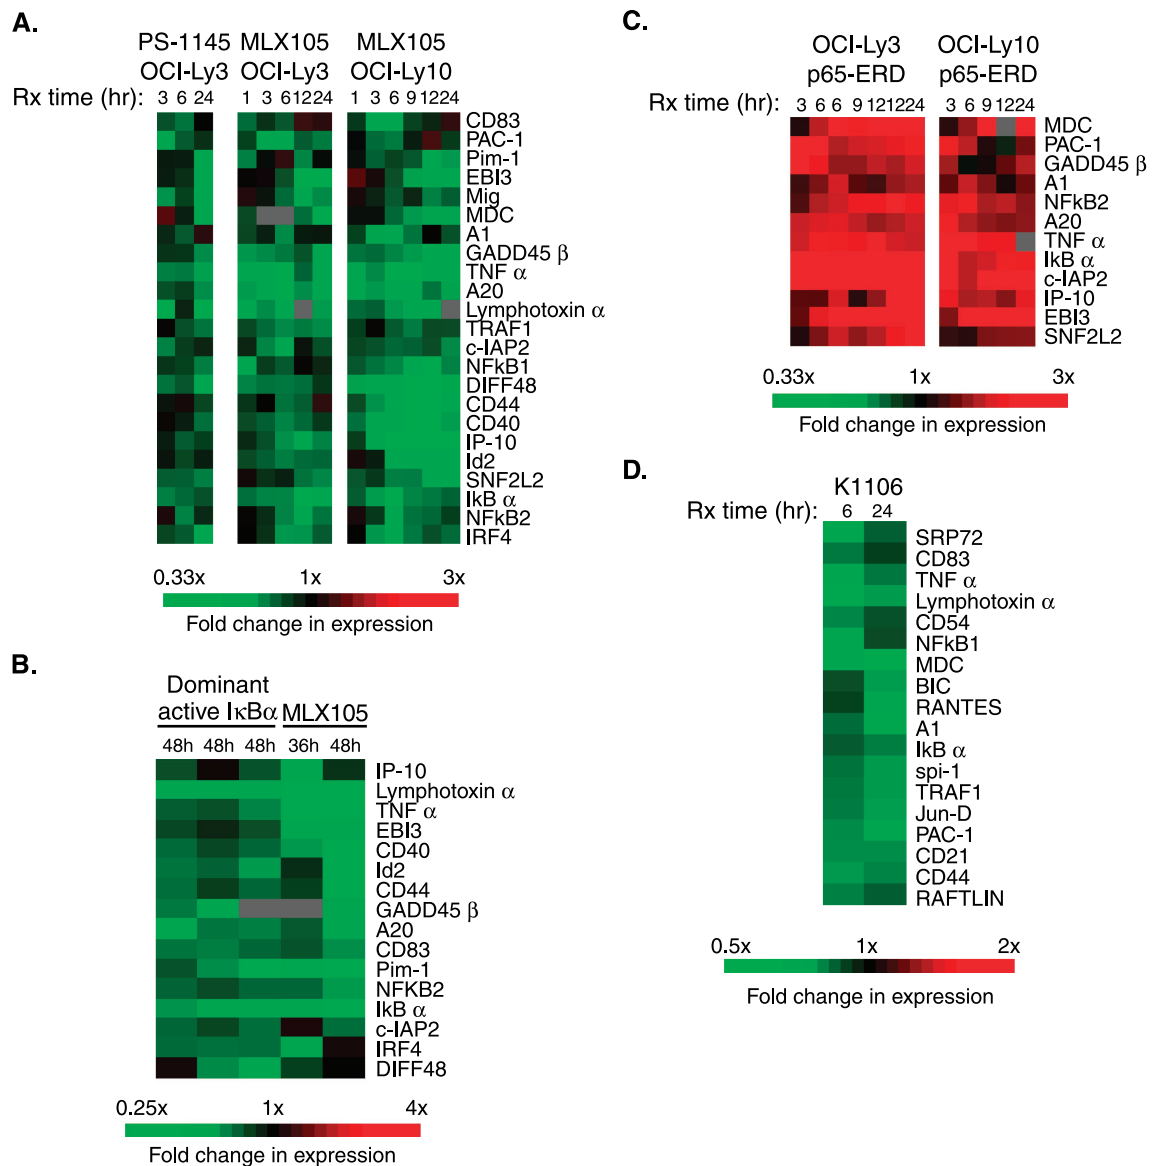 A.
PS-1145 MLX105 MLX105
OCI-Ly3 OCI-Ly3 OCI-Ly10
Rx time (hr): 3 6 24 1 3 6 12 24 1 3 6 9 12 24
CD83
PAC-1
Pim-1
EBI3
Mig
MDC
A1
GADD45 β
TNF α
A20
Lymphotoxin α
TRAF1
c-IAP2
NFkB1
DIFF48
CD44
CD40
IP-10
Id2
SNF2L2
IkB α
NFkB2
IRF4
0.33x 1x 3x
Fold change in expression
B.
Dominant
active IκBα MLX105
48h 48h 48h 36h 48h
IP-10
Lymphotoxin α
TNF α
EBI3
CD40
Id2
CD44
GADD45 β
A20
CD83
Pim-1
NFKB2
IkB α
c-IAP2
IRF4
DIFF48
0.25x 1x 4x
Fold change in expression
C.
OCI-Ly3 OCI-Ly10
p65-ERD p65-ERD
Rx time (hr): 3 6 6 9 12 12 24 3 6 9 12 24
MDC
PAC-1
GADD45 β
A1
NFkB2
A20
TNF α
IkB α
c-IAP2
IP-10
EBI3
SNF2L2
0.33x 1x 3x
Fold change in expression
D.
K1106
Rx time (hr): 6 24
SRP72
CD83
TNF α
Lymphotoxin α
CD54
NFkB1
MDC
BIC
RANTES
A1
IkB α
spi-1
TRAF1
Jun-D
PAC-1
CD21
CD44
RAFTLIN
0.5x 1x 2x
Fold change in expression